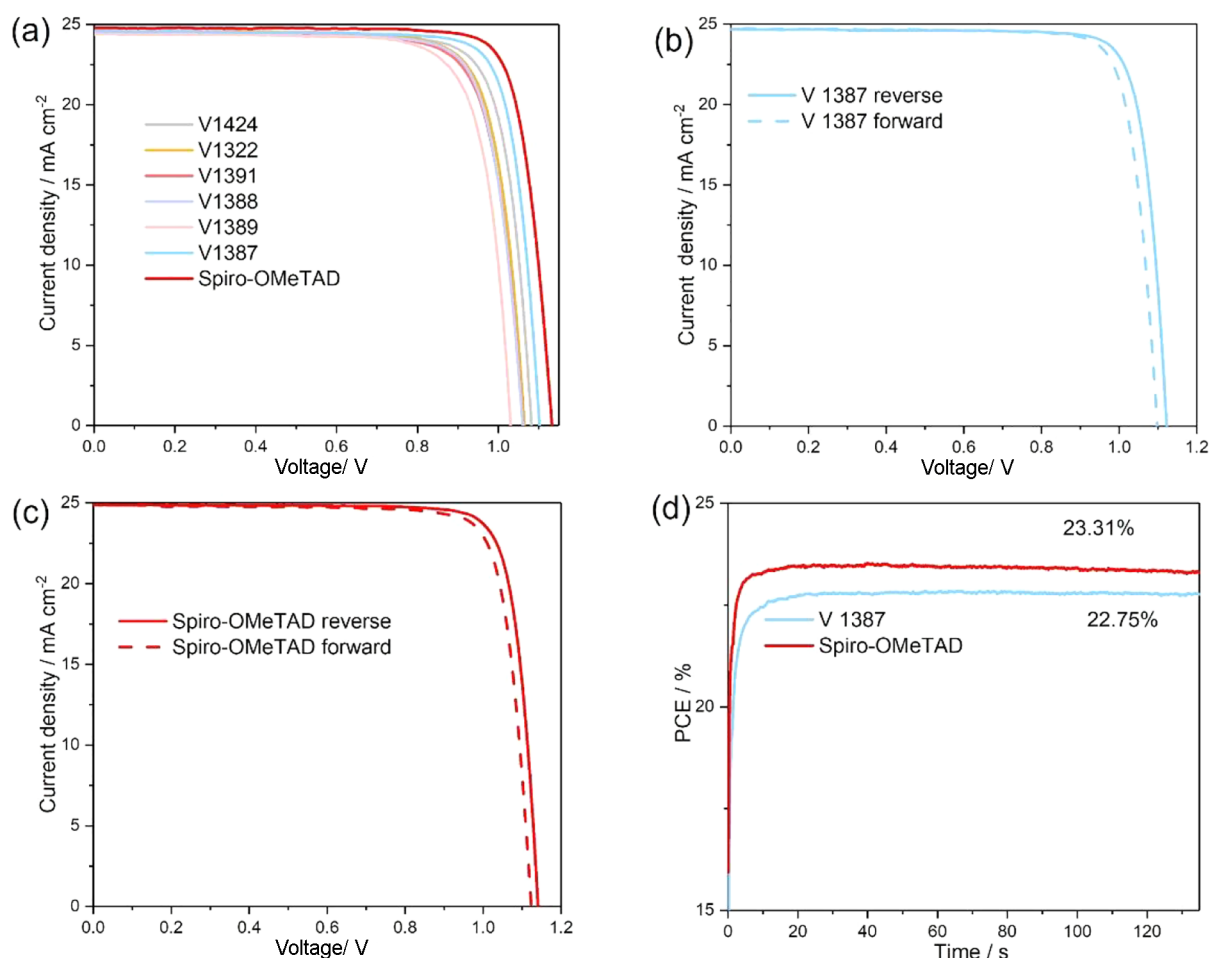 (a)
25
20
15
10
5
0
Current density / mA cm⁻²
V1424
V1322
V1391
V1388
V1389
V1387
Spiro-OMeTAD
0.0 0.2 0.4 0.6 0.8 1.0
Voltage/ V
(b)
25
20
15
10
5
0
Current density / mA cm⁻²
V 1387 reverse
V 1387 forward
0.0 0.2 0.4 0.6 0.8 1.0 1.2
Voltage/ V
(c)
25
20
15
10
5
0
Current density / mA cm⁻²
Spiro-OMeTAD reverse
Spiro-OMeTAD forward
0.0 0.2 0.4 0.6 0.8 1.0 1.2
Voltage/ V
(d)
25
20
15
PCE / %
23.31%
V 1387
22.75%
Spiro-OMeTAD
0 20 40 60 80 100 120
Time / s